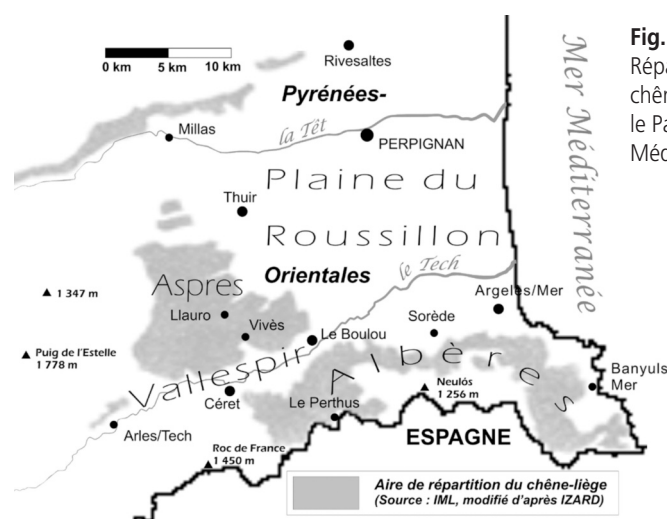 0 km 5 km 10 km
Rivesaltes
Pyrénées-
Mer Méditerranée
Fig.
Répa
chên
le Pa
Méd
Millas
la Têt
PERPIGNAN
Plaine du
Thuir
Roussillon
Orientales
le Tech
Aspres
1 347 m
Argelès/Mer
Llauro
Sorède
Vivès
Le Boulou
Puig de l'Estelle
1 778 m
Vallespir
Albères
Banyuls
Mer
Neulós
1 256 m
Céret
Le Perthus
Arles/Tech
ESPAGNE
Roc de France
1 450 m
Aire de répartition du chêne-liège
(Source : IML, modifié d'après IZARD)